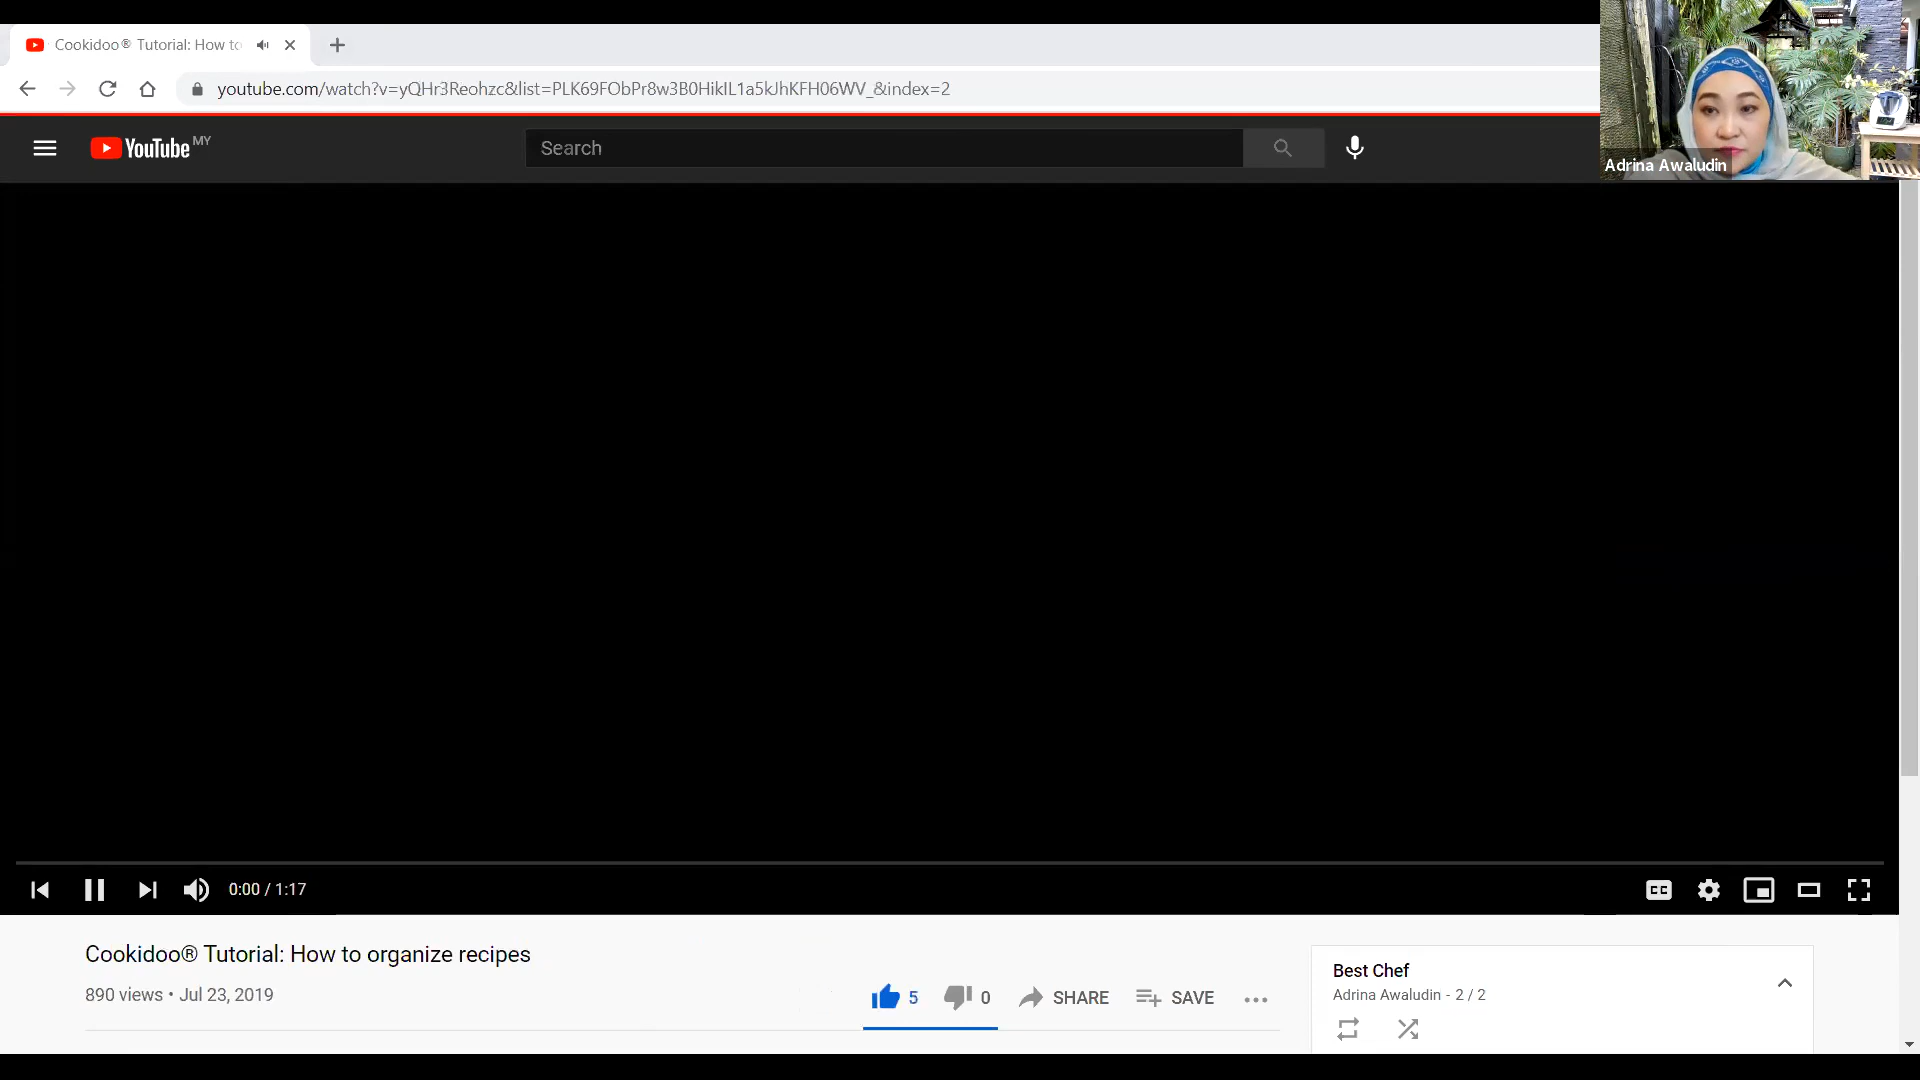 Cookidoo® Tutorial: How to
youtube.com/watch?v=yQHr3Reohzc&list=PLK69FObPr8w3B0HikIL1a5kJhKFH06WV_&index=2
YouTube MY
Search
Adrina Awaludin
0:00 / 1:17
CC
Cookidoo® Tutorial: How to organize recipes
890 views • Jul 23, 2019
5
0
SHARE
SAVE
Best Chef
Adrina Awaludin - 2 / 2